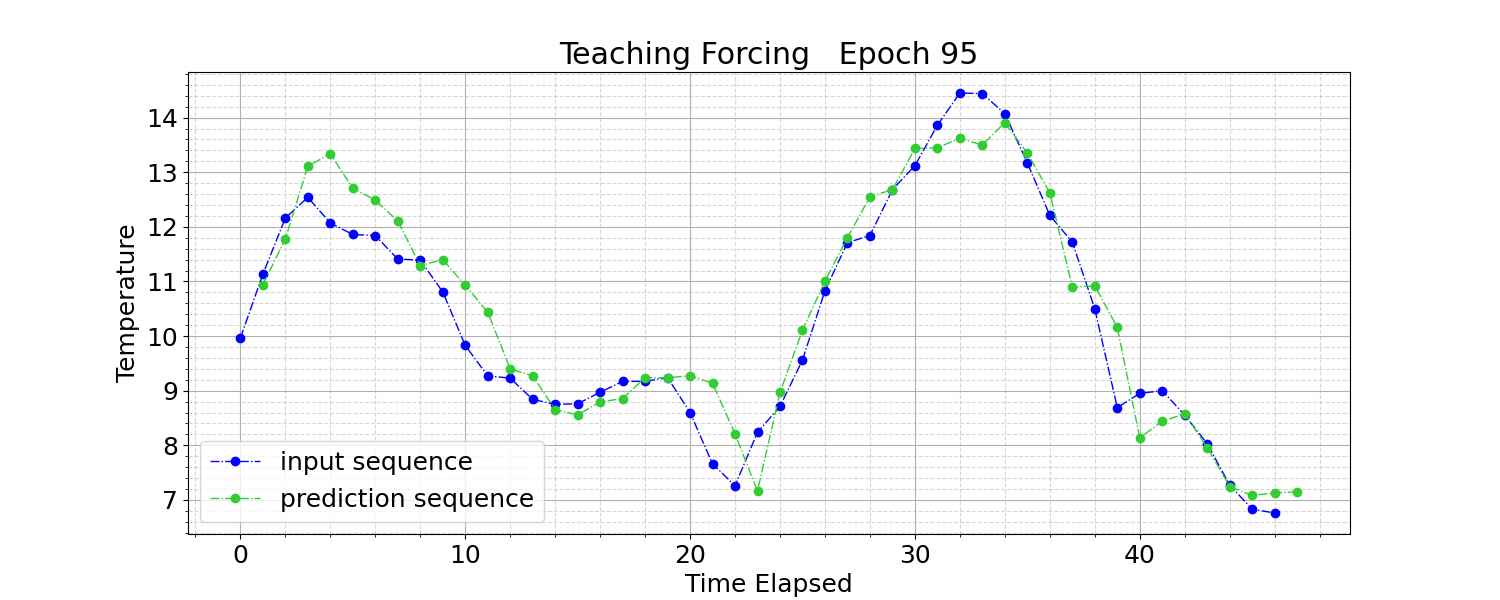 Teaching Forcing   Epoch 95
14
13
12
11
10
9
8
7
Temperature
input sequence
prediction sequence
0 10 20 30 40
Time Elapsed